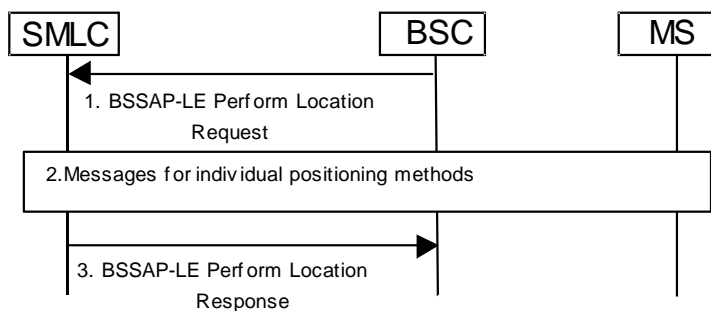 SMLC
BSC
MS
1. BSSAP-LE Perform Location
Request
2.Messages for individual positioning methods
3. BSSAP-LE Perform Location
Response